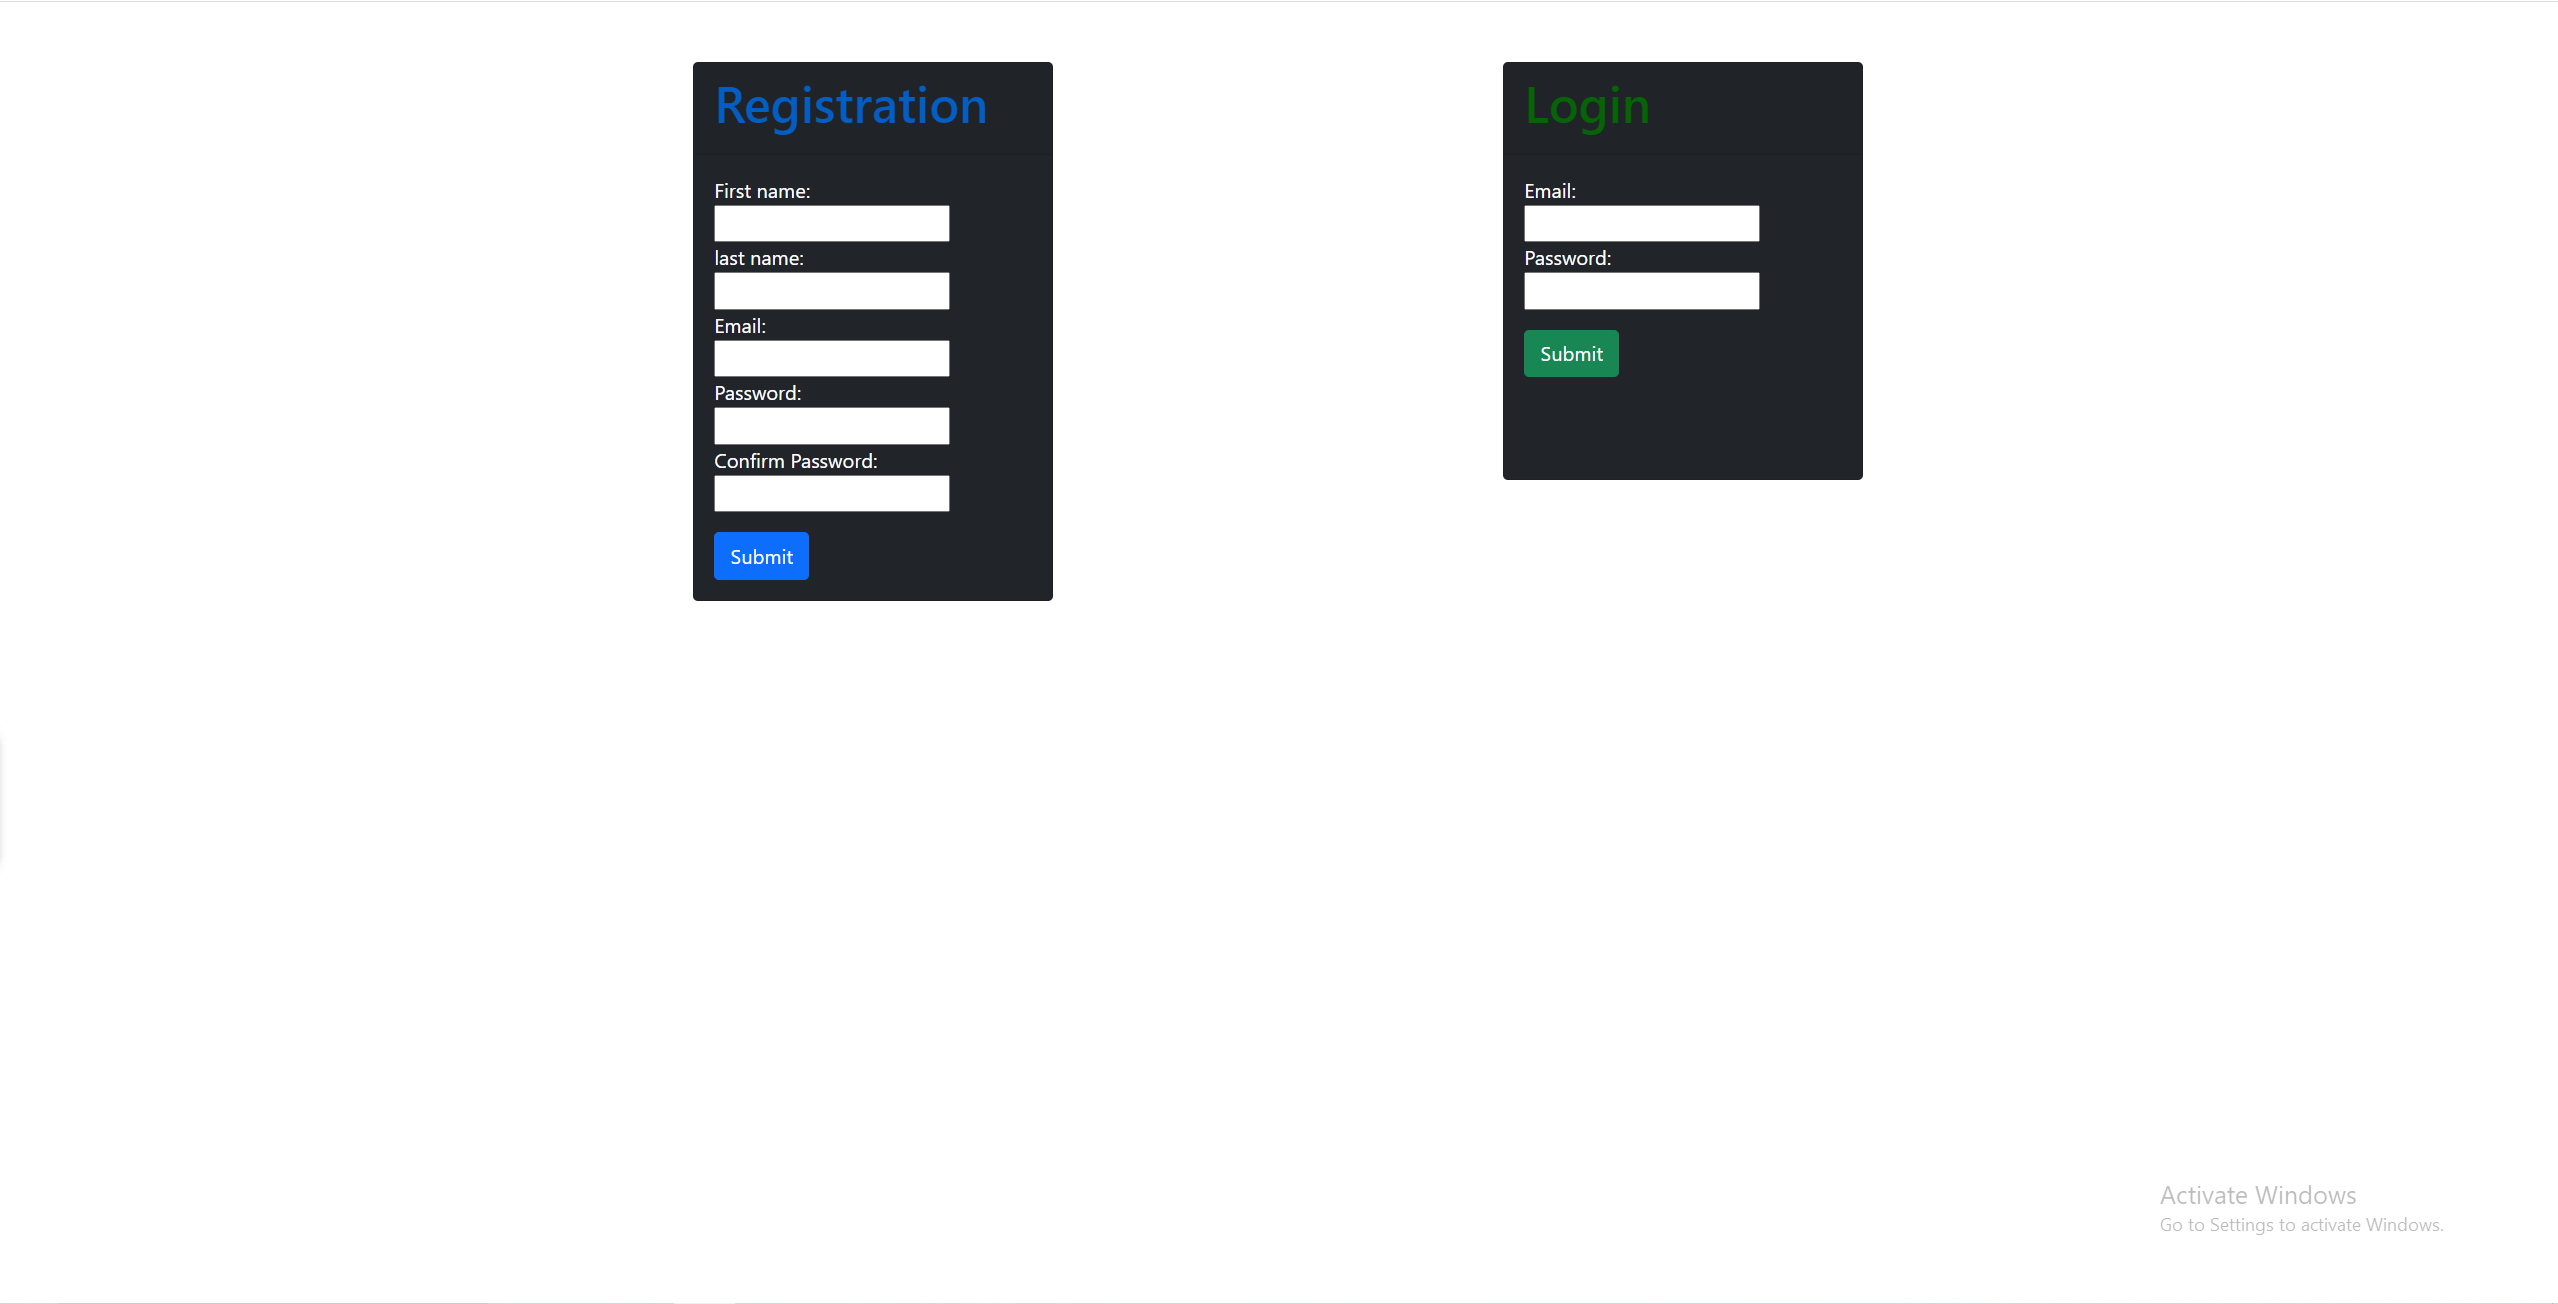 Registration
First name:
last name:
Email:
Password:
Confirm Password:
Submit
Login
Email:
Password:
Submit
Activate Windows
Go to Settings to activate Windows.